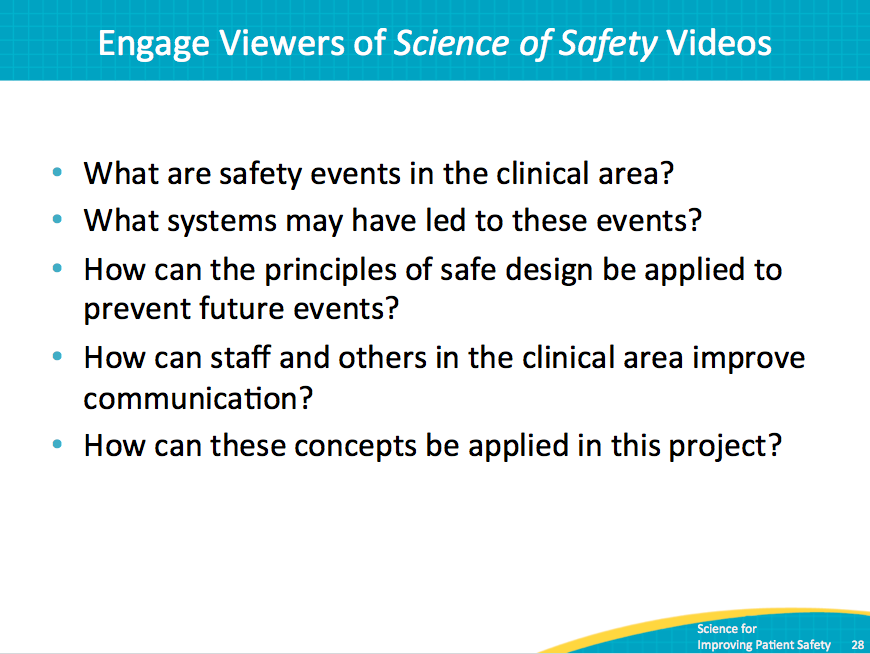 Engage Viewers of Science of Safety Videos
• What are safety events in the clinical area?
• What systems may have led to these events?
• How can the principles of safe design be applied to
prevent future events?
• How can staff and others in the clinical area improve
communication?
• How can these concepts be applied in this project?
Science for
Improving Patient Safety 28